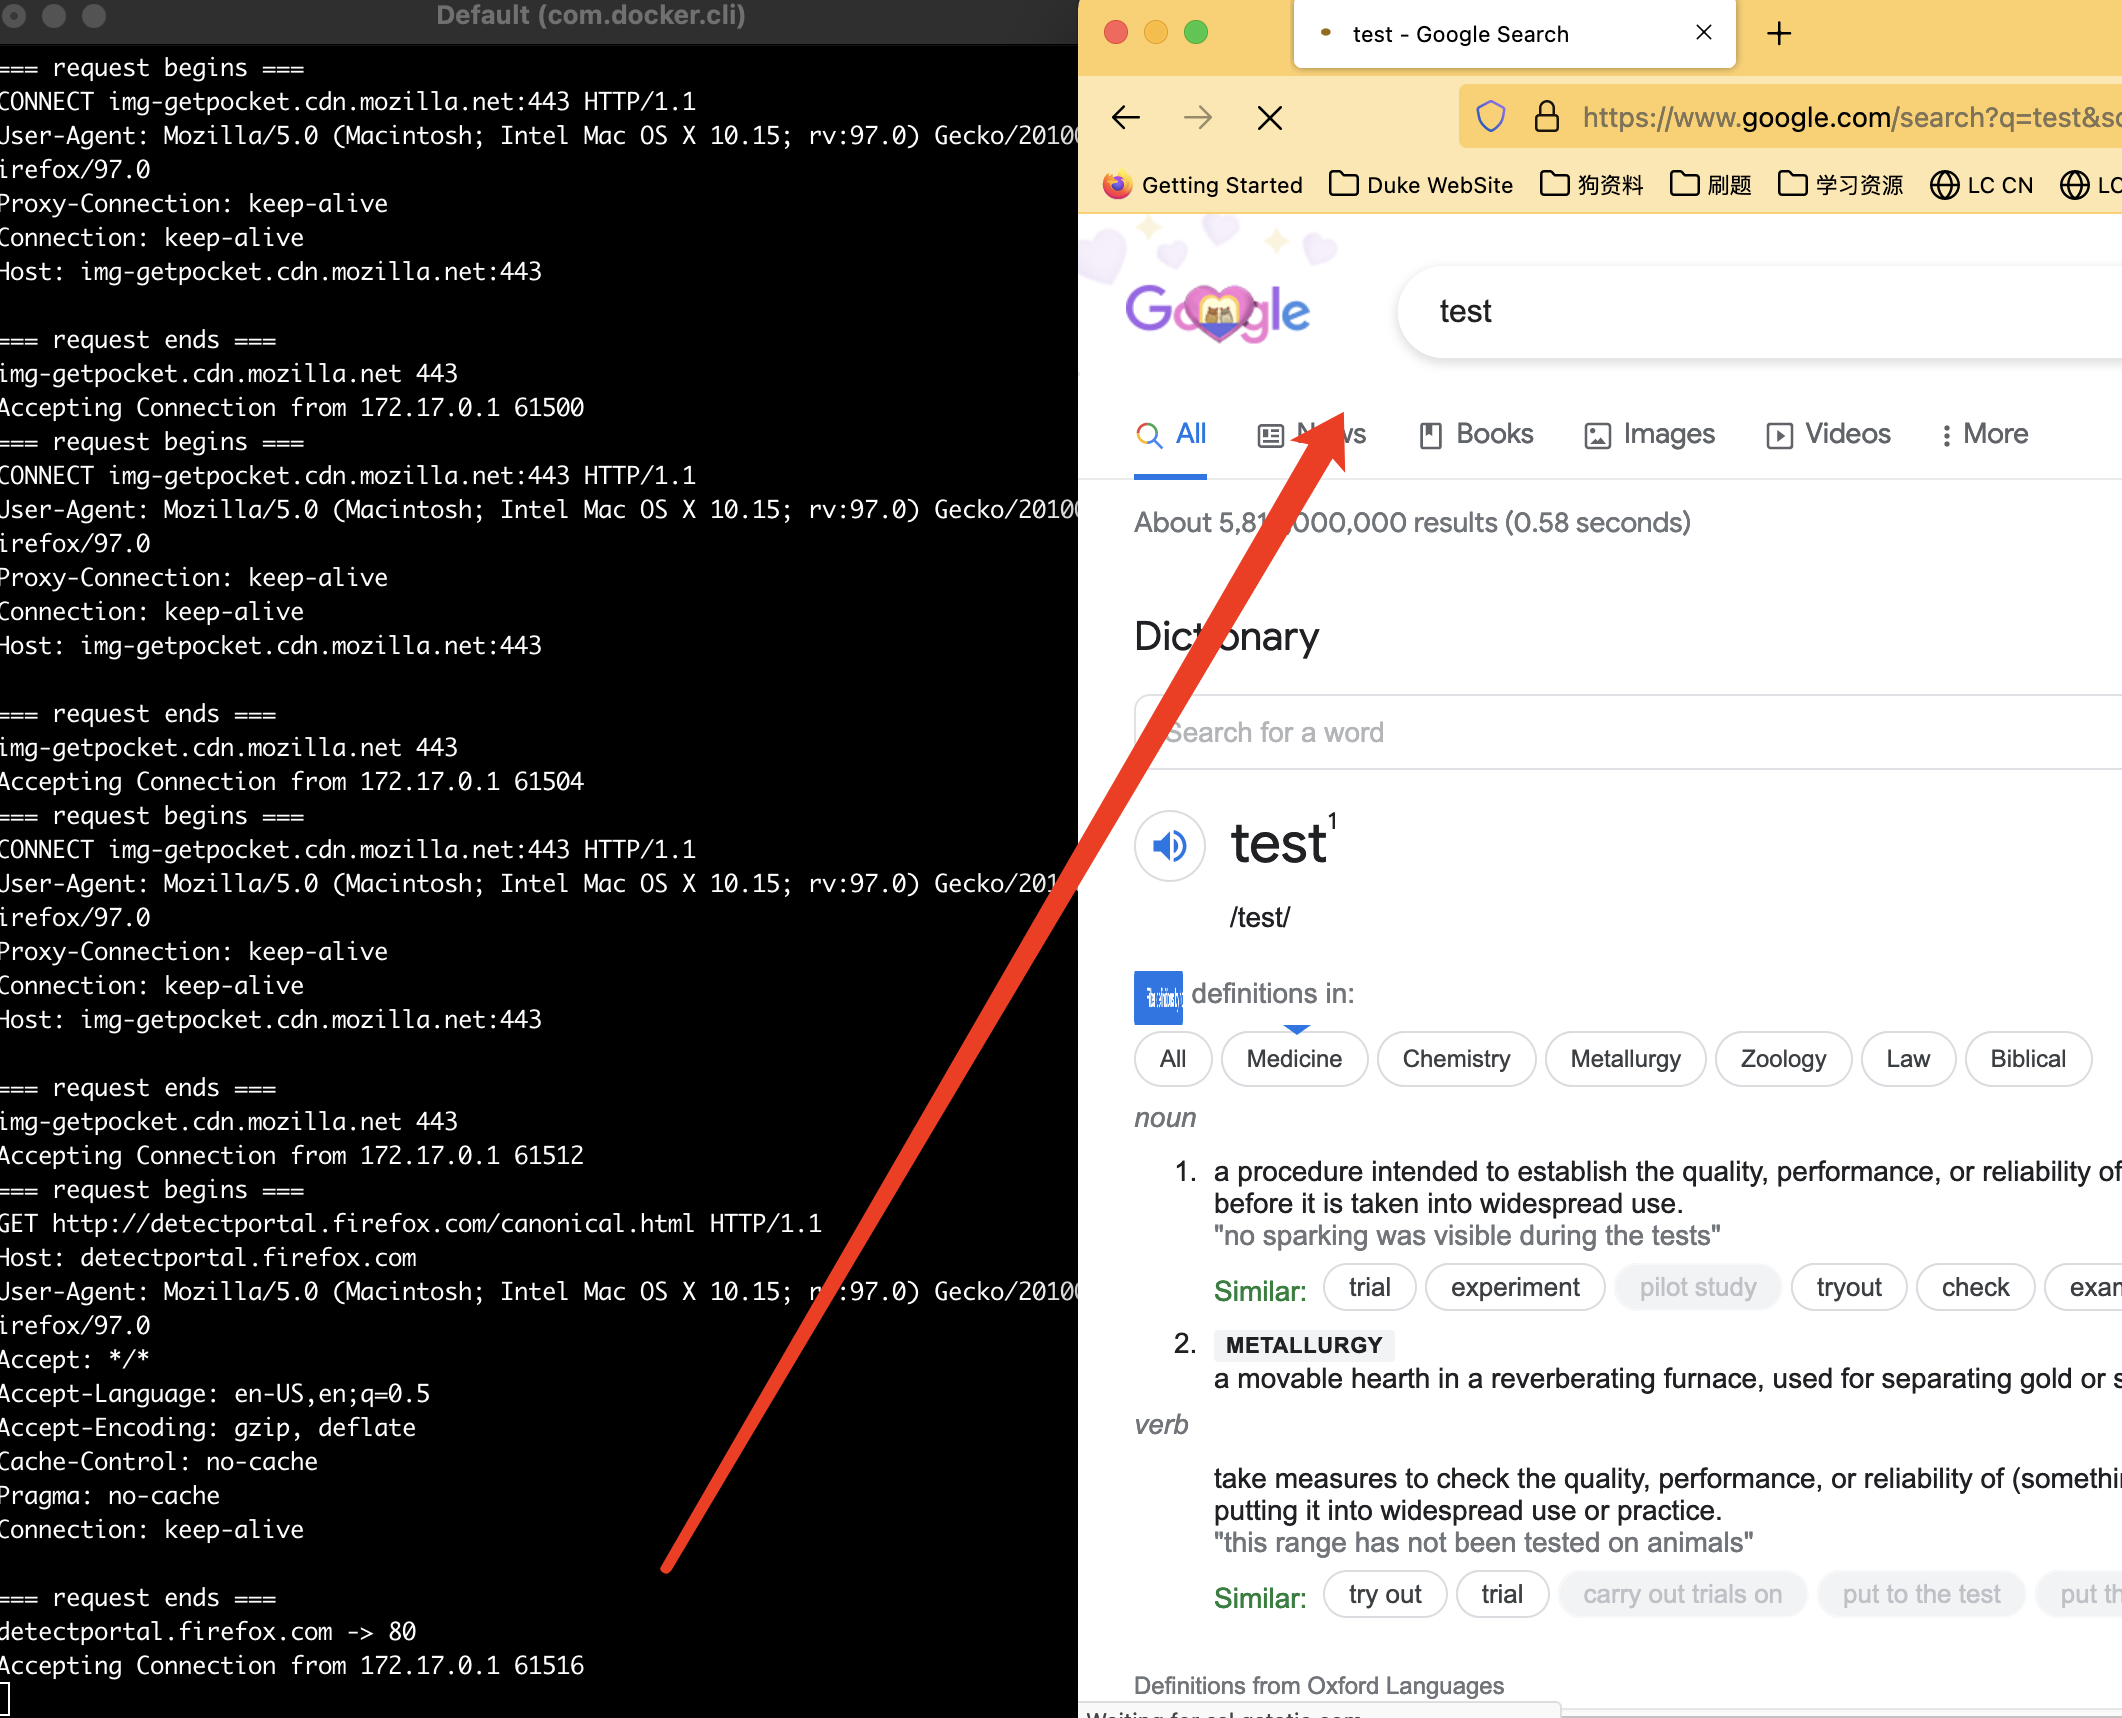 Default (com.docker.cli)
=== request begins ===
CONNECT img-getpocket.cdn.mozilla.net:443 HTTP/1.1
User-Agent: Mozilla/5.0 (Macintosh; Intel Mac OS X 10.15; rv:97.0) Gecko/2010
irefox/97.0
Proxy-Connection: keep-alive
Connection: keep-alive
Host: img-getpocket.cdn.mozilla.net:443
=== request ends ===
img-getpocket.cdn.mozilla.net 443
Accepting Connection from 172.17.0.1 61500
=== request begins ===
CONNECT img-getpocket.cdn.mozilla.net:443 HTTP/1.1
User-Agent: Mozilla/5.0 (Macintosh; Intel Mac OS X 10.15; rv:97.0) Gecko/2010
irefox/97.0
Proxy-Connection: keep-alive
Connection: keep-alive
Host: img-getpocket.cdn.mozilla.net:443
=== request ends ===
img-getpocket.cdn.mozilla.net 443
Accepting Connection from 172.17.0.1 61504
=== request begins ===
CONNECT img-getpocket.cdn.mozilla.net:443 HTTP/1.1
User-Agent: Mozilla/5.0 (Macintosh; Intel Mac OS X 10.15; rv:97.0) Gecko/201
irefox/97.0
Proxy-Connection: keep-alive
Connection: keep-alive
Host: img-getpocket.cdn.mozilla.net:443
=== request ends ===
img-getpocket.cdn.mozilla.net 443
Accepting Connection from 172.17.0.1 61512
=== request begins ===
GET http://detectportal.firefox.com/canonical.html HTTP/1.1
Host: detectportal.firefox.com
User-Agent: Mozilla/5.0 (Macintosh; Intel Mac OS X 10.15; rv:97.0) Gecko/2010
irefox/97.0
Accept: */*
Accept-Language: en-US,en;q=0.5
Accept-Encoding: gzip, deflate
Cache-Control: no-cache
Pragma: no-cache
Connection: keep-alive
=== request ends ===
detectportal.firefox.com -> 80
Accepting Connection from 172.17.0.1 61516
test - Google Search
https://www.google.com/search?q=test&sc
Getting Started Duke WebSite 狗资料 刷题 学习资源 LC CN LC
Google
test
All News Books Images Videos More
About 5,81 000,000 results (0.58 seconds)
Dictionary
Search for a word
test1
/test/
definitions in:
All Medicine Chemistry Metallurgy Zoology Law Biblical
noun
1. a procedure intended to establish the quality, performance, or reliability of
before it is taken into widespread use.
"no sparking was visible during the tests"
Similar: trial experiment pilot study tryout check exam
2. METALLURGY
a movable hearth in a reverberating furnace, used for separating gold or s
verb
take measures to check the quality, performance, or reliability of (somethi
putting it into widespread use or practice.
"this range has not been tested on animals"
Similar: try out trial carry out trials on put to the test put th
Definitions from Oxford Languages